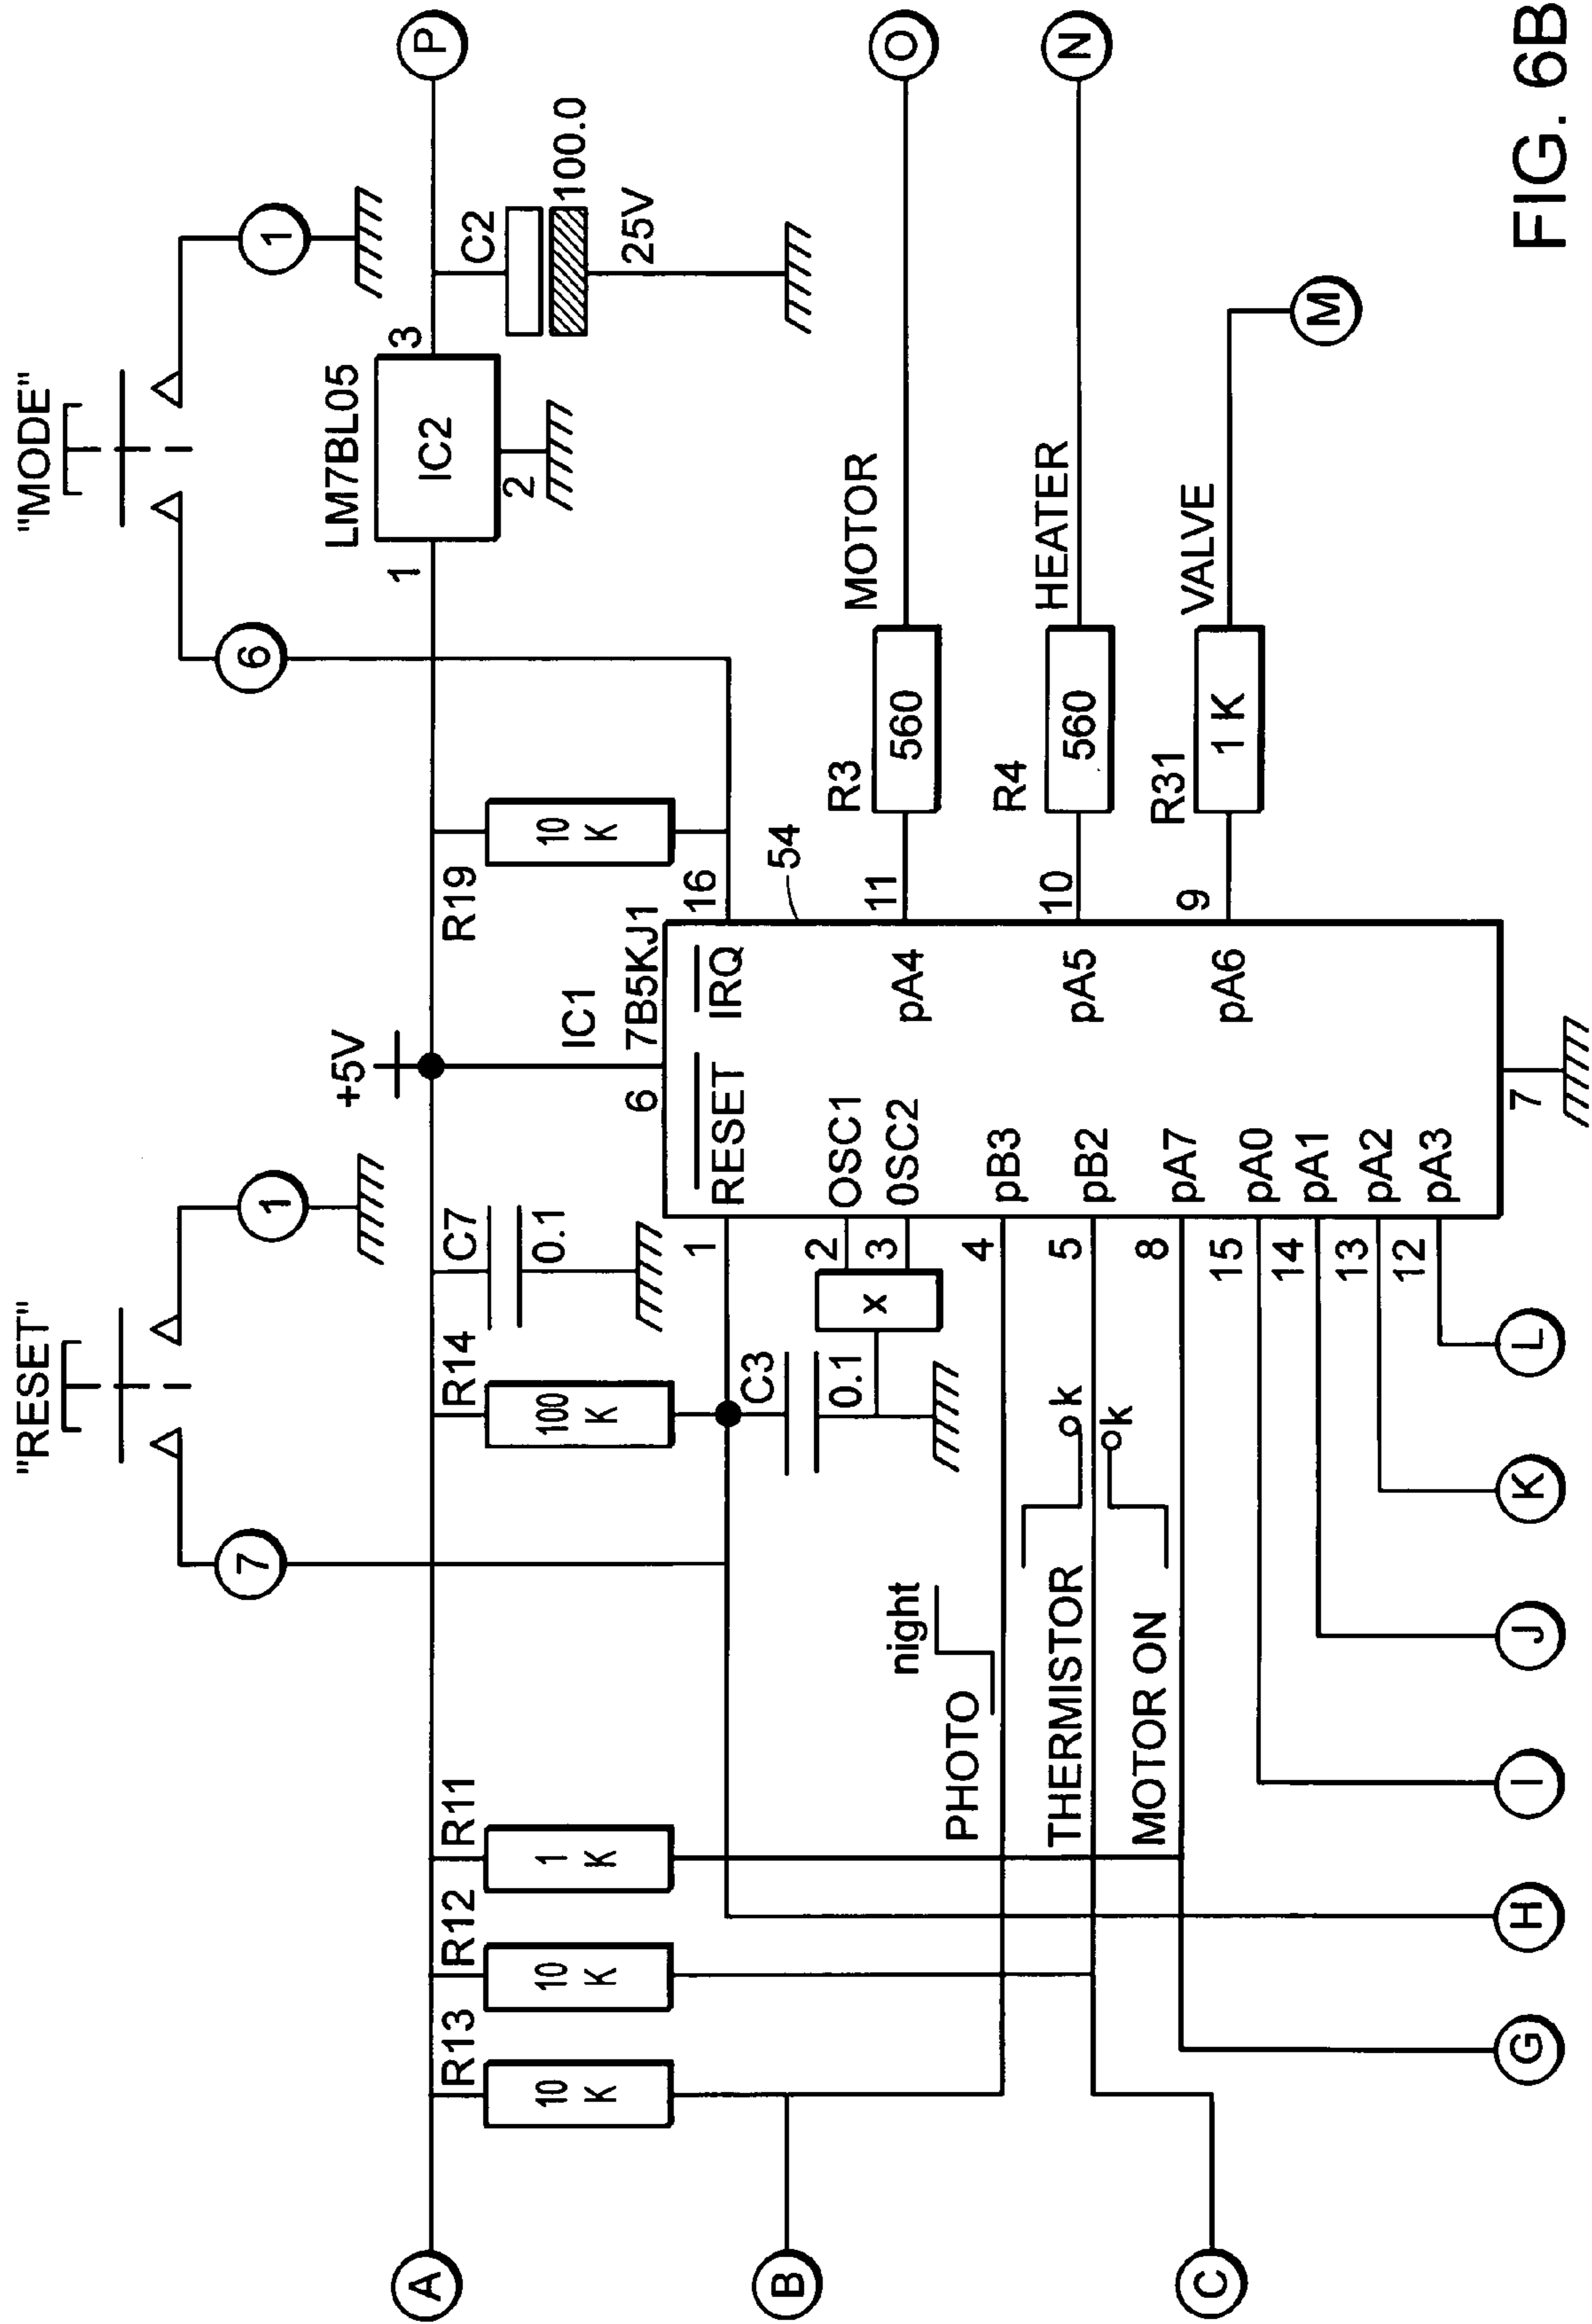 "RESET"
"MODE"
7
1
6
1
+5V
LM7BL05
A
R13
R12
R11
R14
C7
R19
1
IC2
3
P
2
C2
100.0
25V
10
K
10
K
1
K
100
K
0.1
10
K
IC1
6
7B5KJ1
16
B
1
RESET
IRQ
C3
0.1
54
x
2
OSC1
3
0SC2
11
pA4
R3
560
MOTOR
O
night
PHOTO
4
pB3
THERMISTOR
ok
5
pB2
10
pA5
R4
560
HEATER
N
MOTOR ON
ok
8
pA7
C
15
pA0
9
pA6
R31
1 K
VALVE
M
14
pA1
13
pA2
12
pA3
7
G
H
I
J
K
L
FIG. 6B